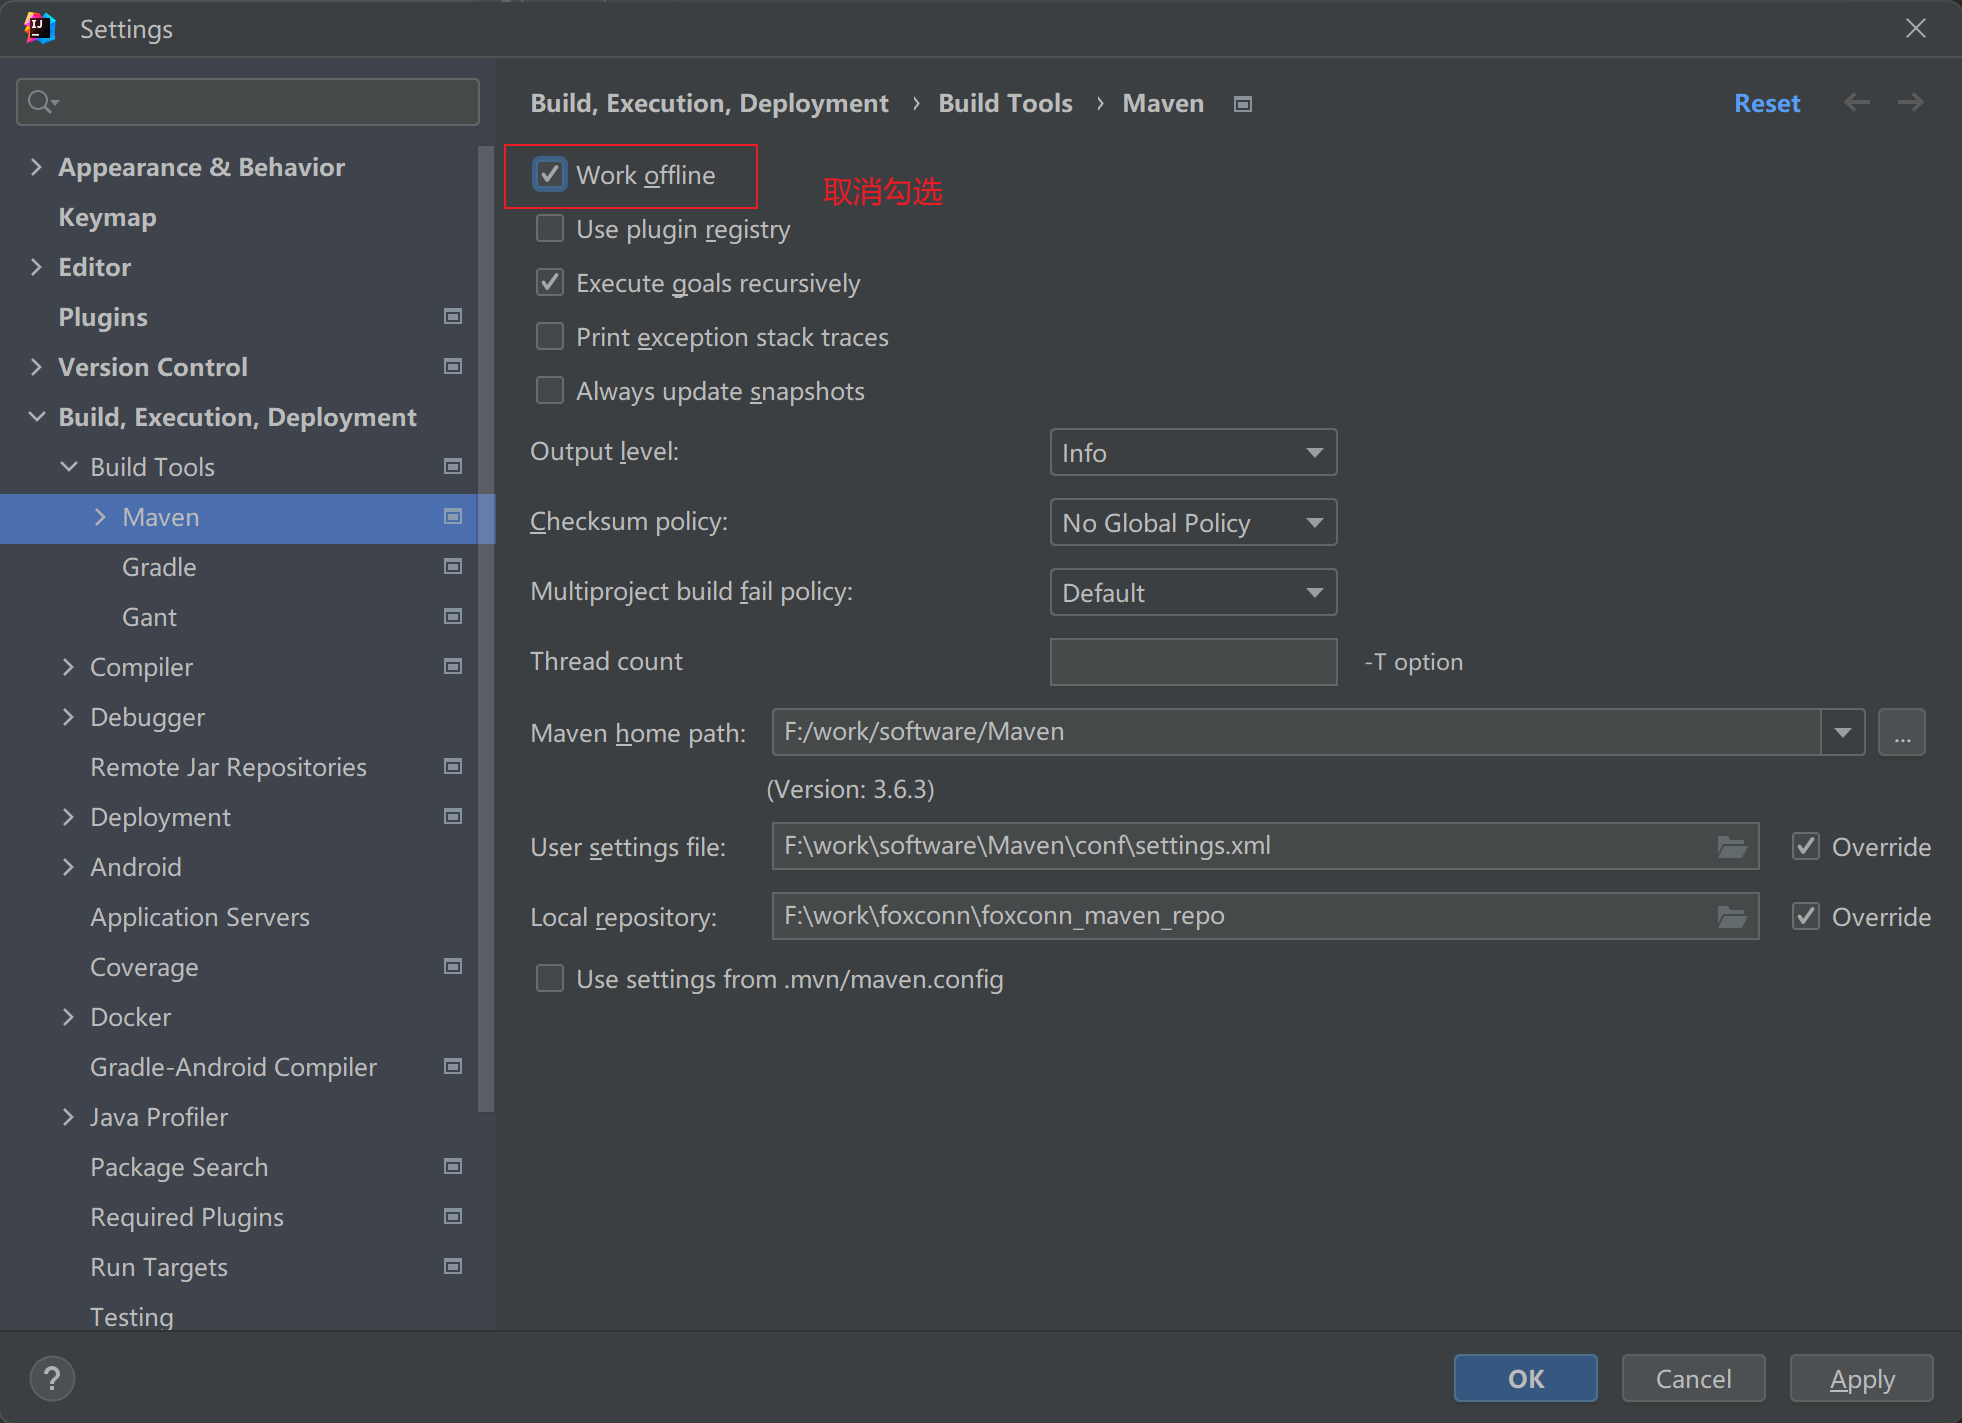 Settings
Appearance & Behavior
Keymap
Editor
Plugins
Version Control
Build, Execution, Deployment
Build Tools
Maven
Gradle
Gant
Compiler
Debugger
Remote Jar Repositories
Deployment
Android
Application Servers
Coverage
Docker
Gradle-Android Compiler
Java Profiler
Package Search
Required Plugins
Run Targets
Testing
Build, Execution, Deployment › Build Tools › Maven
Reset
Work offline
取消勾选
Use plugin registry
Execute goals recursively
Print exception stack traces
Always update snapshots
Output level: Info
Checksum policy: No Global Policy
Multiproject build fail policy: Default
Thread count -T option
Maven home path: F:/work/software/Maven ...
(Version: 3.6.3)
User settings file: F:\work\software\Maven\conf\settings.xml Override
Local repository: F:\work\foxconn\foxconn_maven_repo Override
Use settings from .mvn/maven.config
? OK Cancel Apply